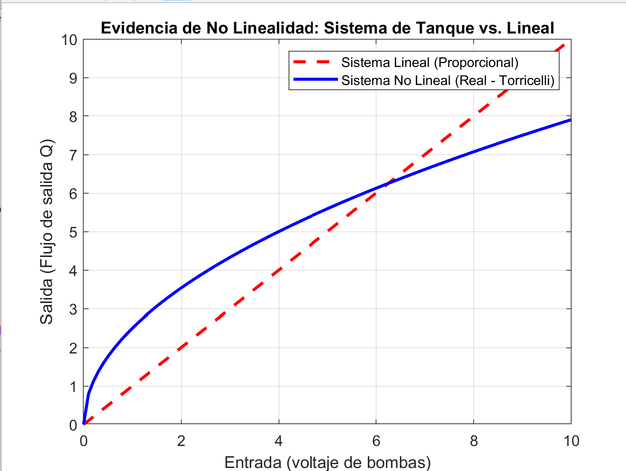 Evidencia de No Linealidad: Sistema de Tanque vs. Lineal
Sistema Lineal (Proporcional)
Sistema No Lineal (Real - Torricelli)
10
9
8
7
6
5
4
3
2
1
0
Salida (Flujo de salida Q)
0 2 4 6 8 10
Entrada (voltaje de bombas)